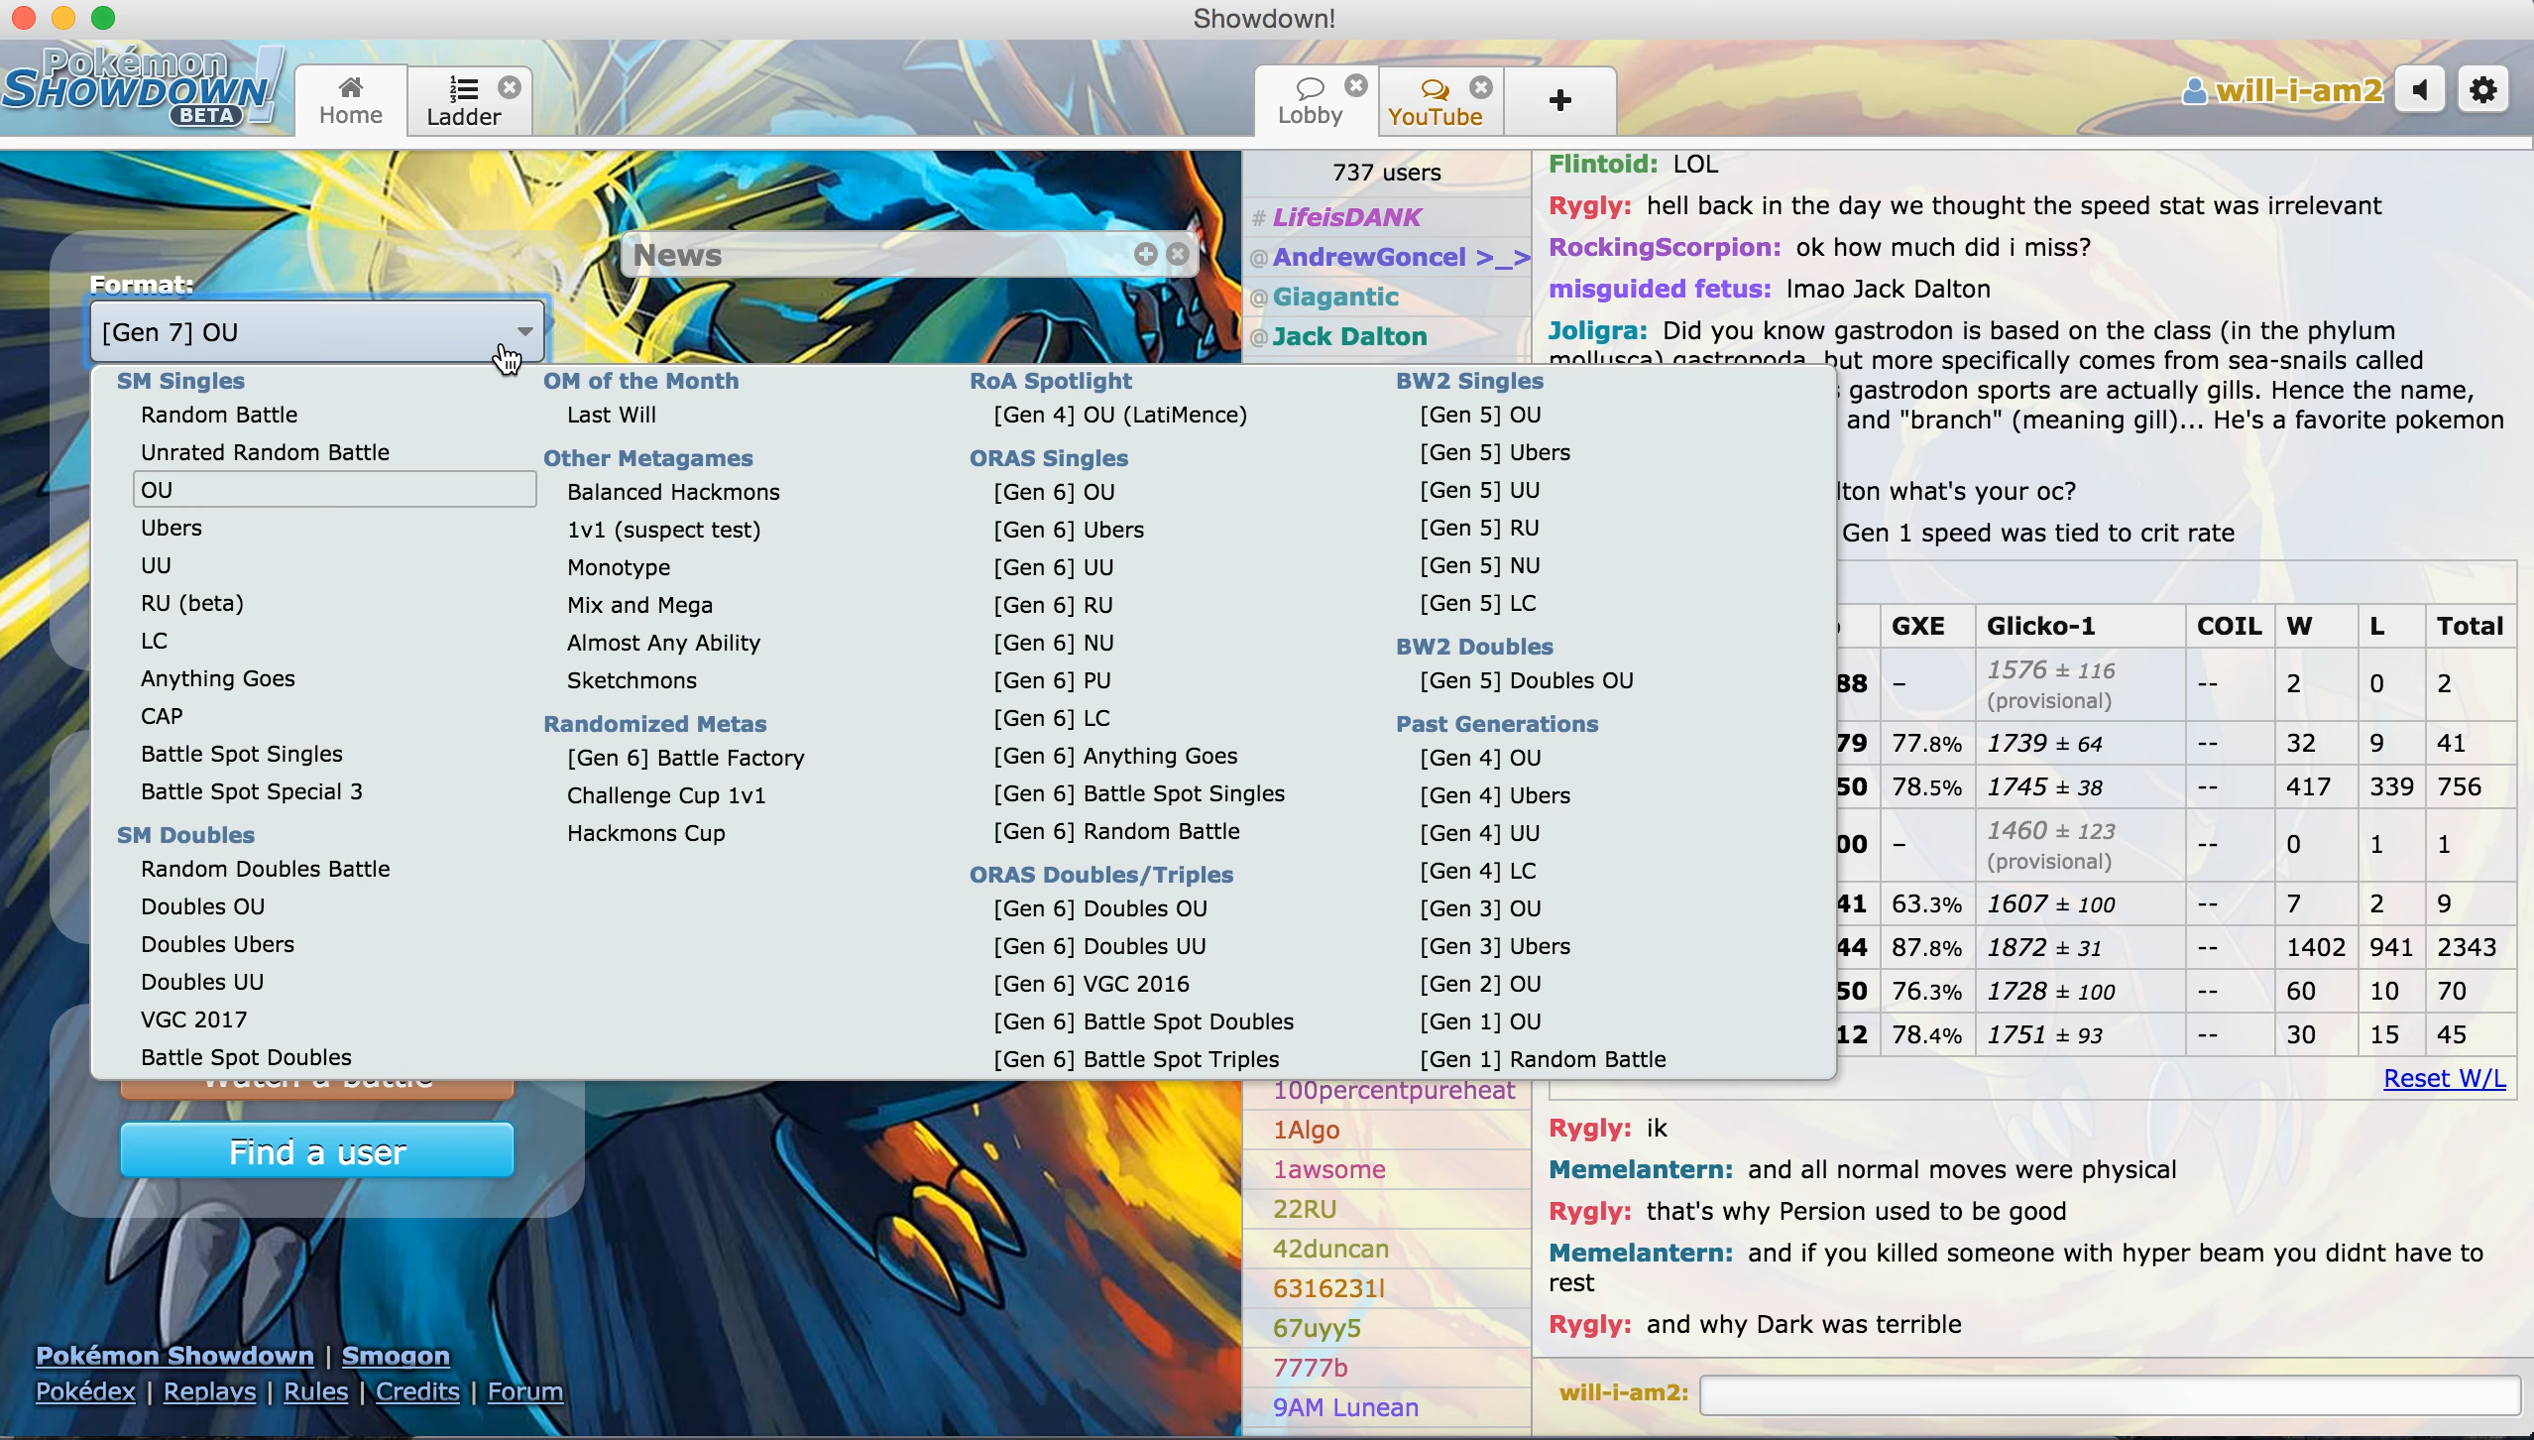 Showdown!
Pokémon
SHOWDOWN!
BETA
Home
Ladder
Lobby
YouTube
will-i-am2
News
Format:
[Gen 7] OU
SM Singles
Random Battle
Unrated Random Battle
OU
Ubers
UU
RU (beta)
LC
Anything Goes
CAP
Battle Spot Singles
Battle Spot Special 3
SM Doubles
Random Doubles Battle
Doubles OU
Doubles Ubers
Doubles UU
VGC 2017
Battle Spot Doubles
OM of the Month
Last Will
Other Metagames
Balanced Hackmons
1v1 (suspect test)
Monotype
Mix and Mega
Almost Any Ability
Sketchmons
Randomized Metas
[Gen 6] Battle Factory
Challenge Cup 1v1
Hackmons Cup
RoA Spotlight
[Gen 4] OU (LatiMence)
ORAS Singles
[Gen 6] OU
[Gen 6] Ubers
[Gen 6] UU
[Gen 6] RU
[Gen 6] NU
[Gen 6] PU
[Gen 6] LC
[Gen 6] Anything Goes
[Gen 6] Battle Spot Singles
[Gen 6] Random Battle
ORAS Doubles/Triples
[Gen 6] Doubles OU
[Gen 6] Doubles UU
[Gen 6] VGC 2016
[Gen 6] Battle Spot Doubles
[Gen 6] Battle Spot Triples
BW2 Singles
[Gen 5] OU
[Gen 5] Ubers
[Gen 5] UU
[Gen 5] RU
[Gen 5] NU
[Gen 5] LC
BW2 Doubles
[Gen 5] Doubles OU
Past Generations
[Gen 4] OU
[Gen 4] Ubers
[Gen 4] UU
[Gen 4] LC
[Gen 3] OU
[Gen 3] Ubers
[Gen 2] OU
[Gen 1] OU
[Gen 1] Random Battle
Watch a battle
Find a user
Pokémon Showdown | Smogon
Pokédex | Replays | Rules | Credits | Forum
737 users
# LifeisDANK
@ AndrewGoncel >_>
@ Giagantic
@ Jack Dalton
100percentpureheat
1Algo
1awsome
22RU
42duncan
6316231l
67uyy5
7777b
9AM Lunean
Flintoid: LOL
Rygly: hell back in the day we thought the speed stat was irrelevant
RockingScorpion: ok how much did i miss?
misguided fetus: lmao Jack Dalton
Joligra: Did you know gastrodon is based on the class (in the phylum
mollusca) gastropoda, but more specifically comes from sea-snails called
gastrodon sports are actually gills. Hence the name,
and "branch" (meaning gill)... He's a favorite pokemon
what's your oc?
Gen 1 speed was tied to crit rate
GXE Glicko-1 COIL W L Total
88 – 1576 ± 116 (provisional) -- 2 0 2
79 77.8% 1739 ± 64 -- 32 9 41
50 78.5% 1745 ± 38 -- 417 339 756
00 – 1460 ± 123 (provisional) -- 0 1 1
41 63.3% 1607 ± 100 -- 7 2 9
44 87.8% 1872 ± 31 -- 1402 941 2343
50 76.3% 1728 ± 100 -- 60 10 70
12 78.4% 1751 ± 93 -- 30 15 45
Reset W/L
Rygly: ik
Memelantern: and all normal moves were physical
Rygly: that's why Persion used to be good
Memelantern: and if you killed someone with hyper beam you didnt have to
rest
Rygly: and why Dark was terrible
will-i-am2: